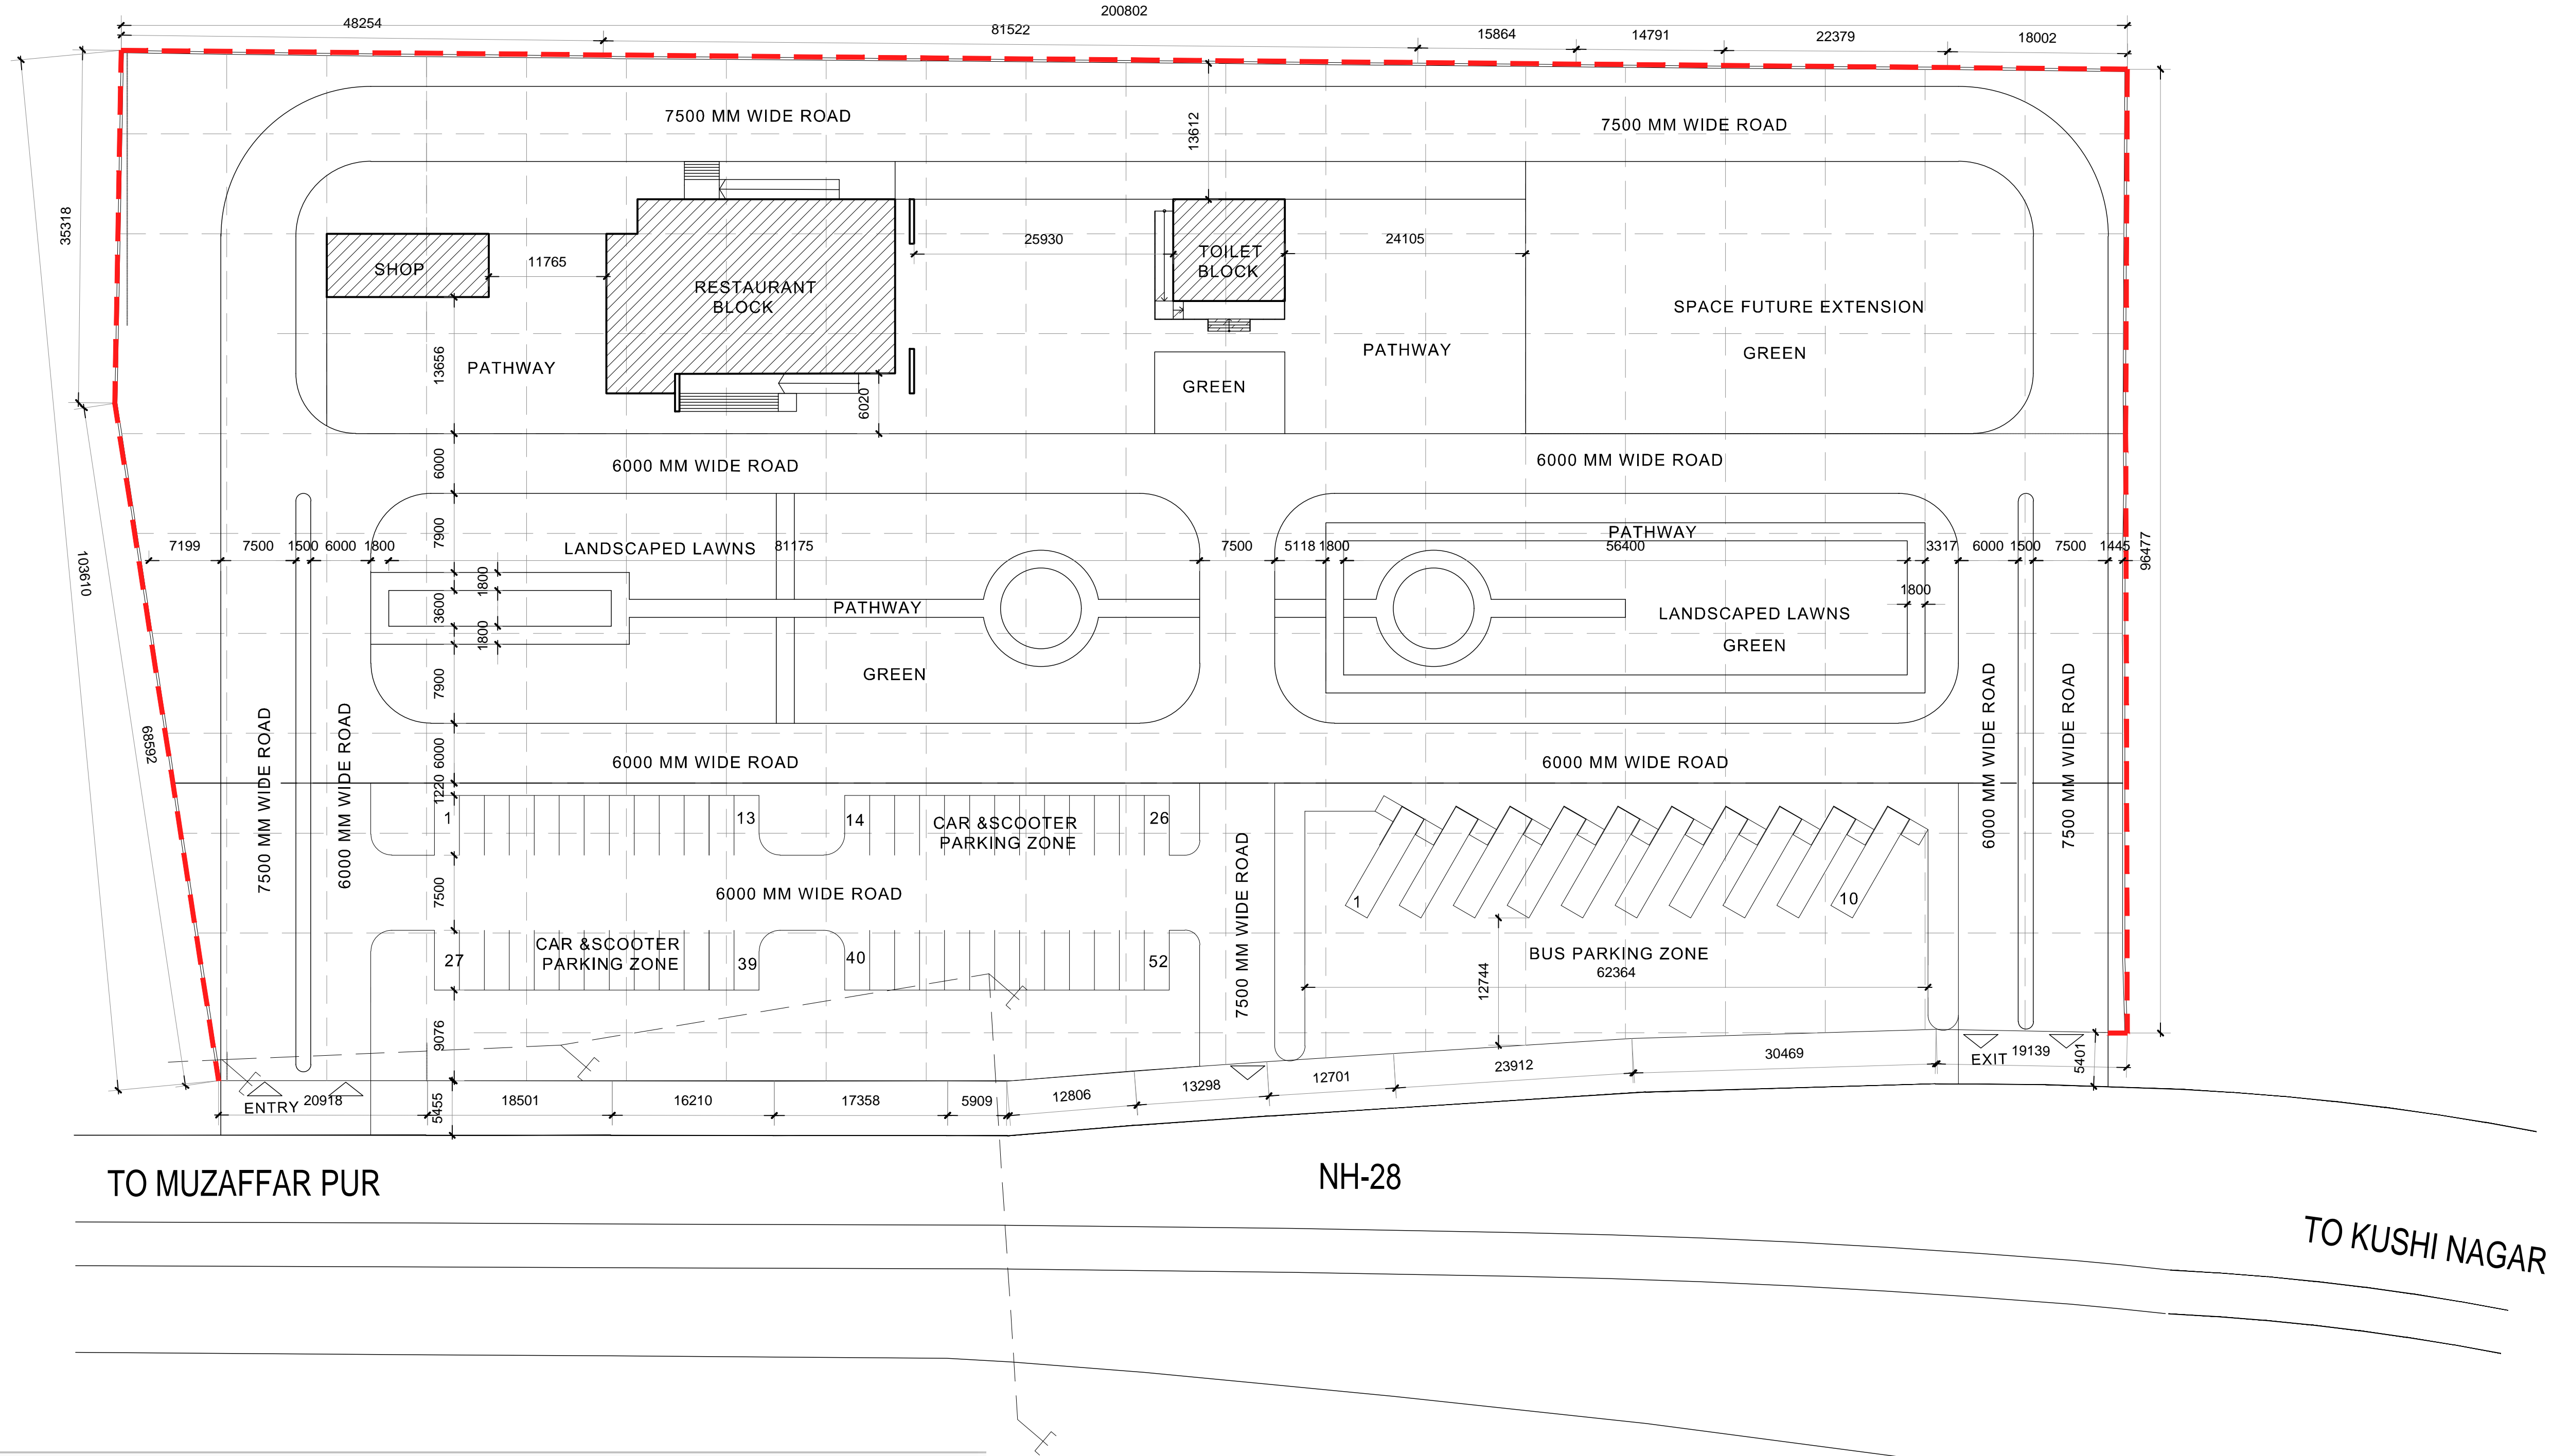 200802
48254
81522
15864
14791
22379
18002
7500 MM WIDE ROAD
7500 MM WIDE ROAD
13612
35318
SHOP
11765
RESTAURANT
BLOCK
25930
TOILET
BLOCK
24105
SPACE FUTURE EXTENSION
GREEN
13656
PATHWAY
6020
GREEN
PATHWAY
6000
6000 MM WIDE ROAD
6000 MM WIDE ROAD
103610
68592
96477
7199
7500
1500
6000
1800
7900
LANDSCAPED LAWNS
81175
7500
5118
1800
PATHWAY
56400
3317
6000
1500
7500
1445
1800
3600
1800
PATHWAY
1800
LANDSCAPED LAWNS
GREEN
7900
GREEN
7500 MM WIDE ROAD
6000 MM WIDE ROAD
6000 MM WIDE ROAD
7500 MM WIDE ROAD
6000
6000 MM WIDE ROAD
6000 MM WIDE ROAD
1220
1
13
14
CAR &SCOOTER
PARKING ZONE
26
7500
6000 MM WIDE ROAD
7500 MM WIDE ROAD
1
10
27
CAR &SCOOTER
PARKING ZONE
39
40
52
12744
BUS PARKING ZONE
62364
9076
ENTRY
20918
5455
18501
16210
17358
5909
12806
13298
12701
23912
30469
EXIT
19139
5401
TO MUZAFFAR PUR
NH-28
TO KUSHI NAGAR